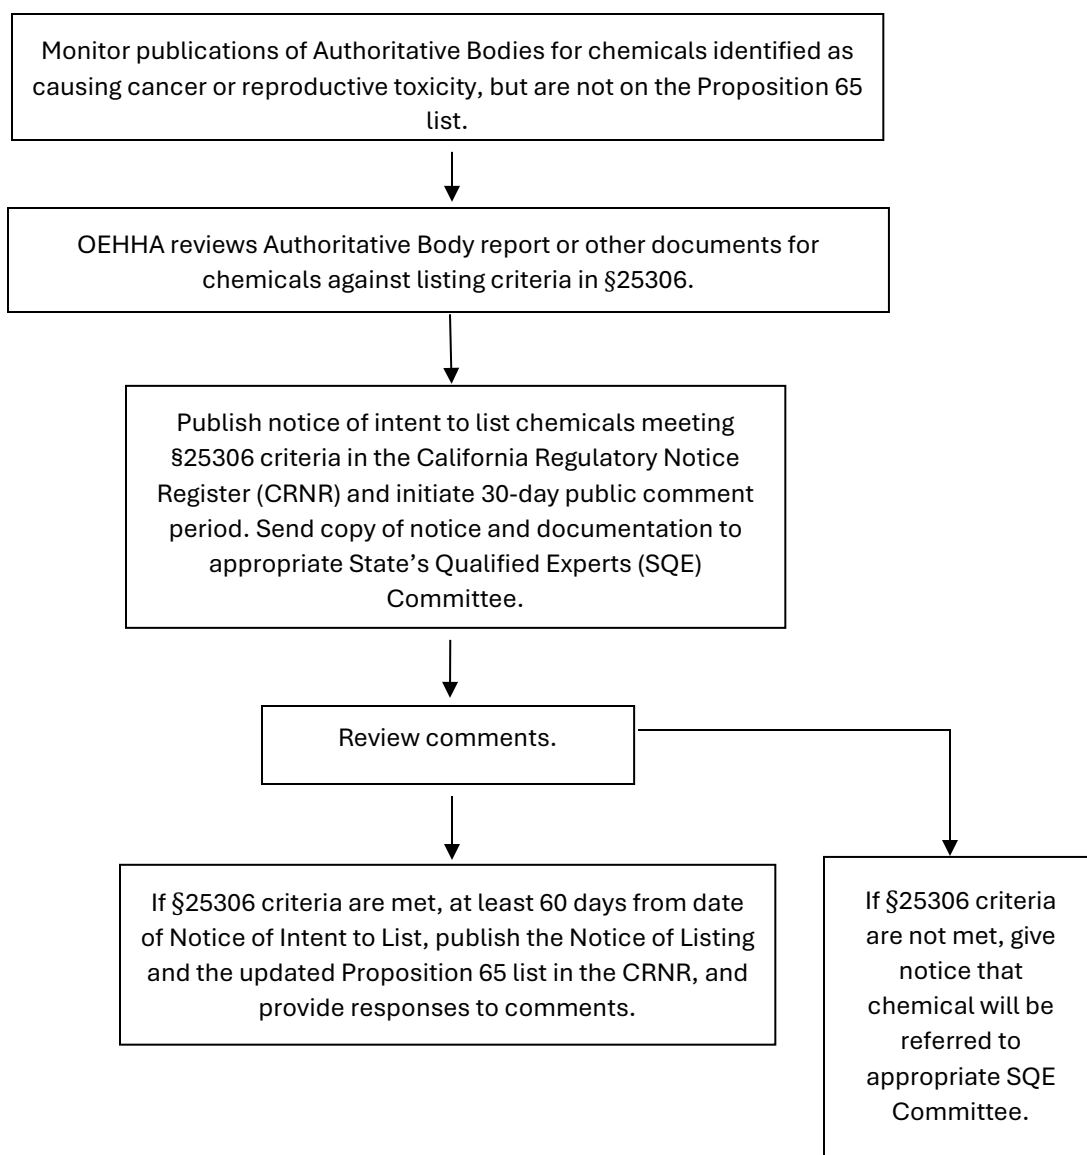 Monitor publications of Authoritative Bodies for chemicals identified as
causing cancer or reproductive toxicity, but are not on the Proposition 65
list.
OEHHA reviews Authoritative Body report or other documents for
chemicals against listing criteria in §25306.
Publish notice of intent to list chemicals meeting
§25306 criteria in the California Regulatory Notice
Register (CRNR) and initiate 30-day public comment
period. Send copy of notice and documentation to
appropriate State’s Qualified Experts (SQE)
Committee.
Review comments.
If §25306 criteria are met, at least 60 days from date
of Notice of Intent to List, publish the Notice of Listing
and the updated Proposition 65 list in the CRNR, and
provide responses to comments.
If §25306 criteria
are not met, give
notice that
chemical will be
referred to
appropriate SQE
Committee.